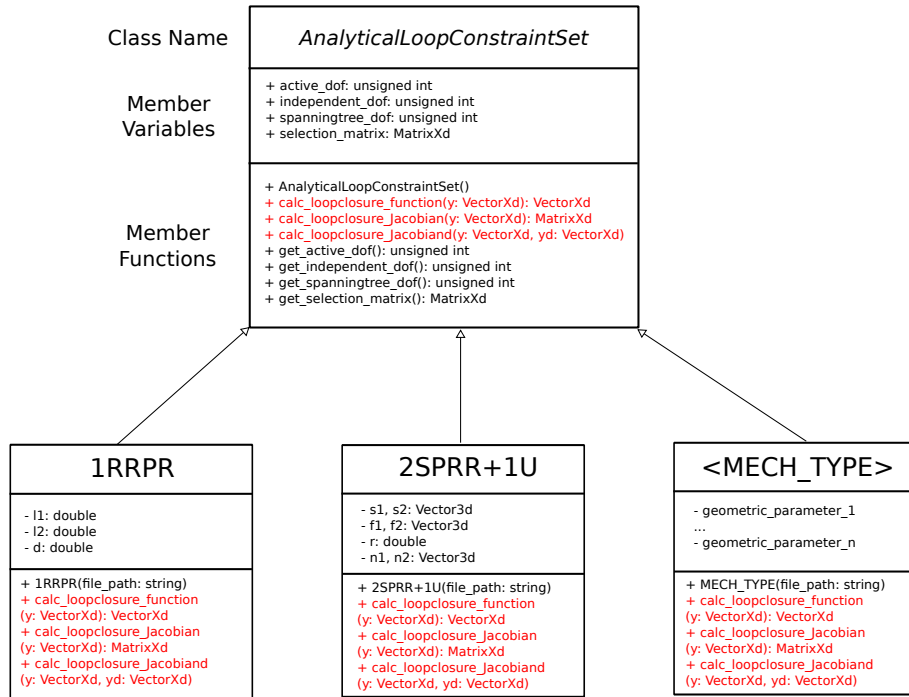 Class Name
AnalyticalLoopConstraintSet
Member
Variables
+ active_dof: unsigned int
+ independent_dof: unsigned int
+ spanningtree_dof: unsigned int
+ selection_matrix: MatrixXd
Member
Functions
+ AnalyticalLoopConstraintSet()
+ calc_loopclosure_function(y: VectorXd): VectorXd
+ calc_loopclosure_Jacobian(y: VectorXd): MatrixXd
+ calc_loopclosure_Jacobiand(y: VectorXd, yd: VectorXd)
+ get_active_dof(): unsigned int
+ get_independent_dof(): unsigned int
+ get_spanningtree_dof(): unsigned int
+ get_selection_matrix(): MatrixXd
1RRPR
- l1: double
- l2: double
- d: double
+ 1RRPR(file_path: string)
+ calc_loopclosure_function
(y: VectorXd): VectorXd
+ calc_loopclosure_Jacobian
(y: VectorXd): MatrixXd
+ calc_loopclosure_Jacobiand
(y: VectorXd, yd: VectorXd)
2SPRR+1U
- s1, s2: Vector3d
- f1, f2: Vector3d
- r: double
- n1, n2: Vector3d
+ 2SPRR+1U(file_path: string)
+ calc_loopclosure_function
(y: VectorXd): VectorXd
+ calc_loopclosure_Jacobian
(y: VectorXd): MatrixXd
+ calc_loopclosure_Jacobiand
(y: VectorXd, yd: VectorXd)
<MECH_TYPE>
- geometric_parameter_1
...
- geometric_parameter_n
+ MECH_TYPE(file_path: string)
+ calc_loopclosure_function
(y: VectorXd): VectorXd
+ calc_loopclosure_Jacobian
(y: VectorXd): MatrixXd
+ calc_loopclosure_Jacobiand
(y: VectorXd, yd: VectorXd)